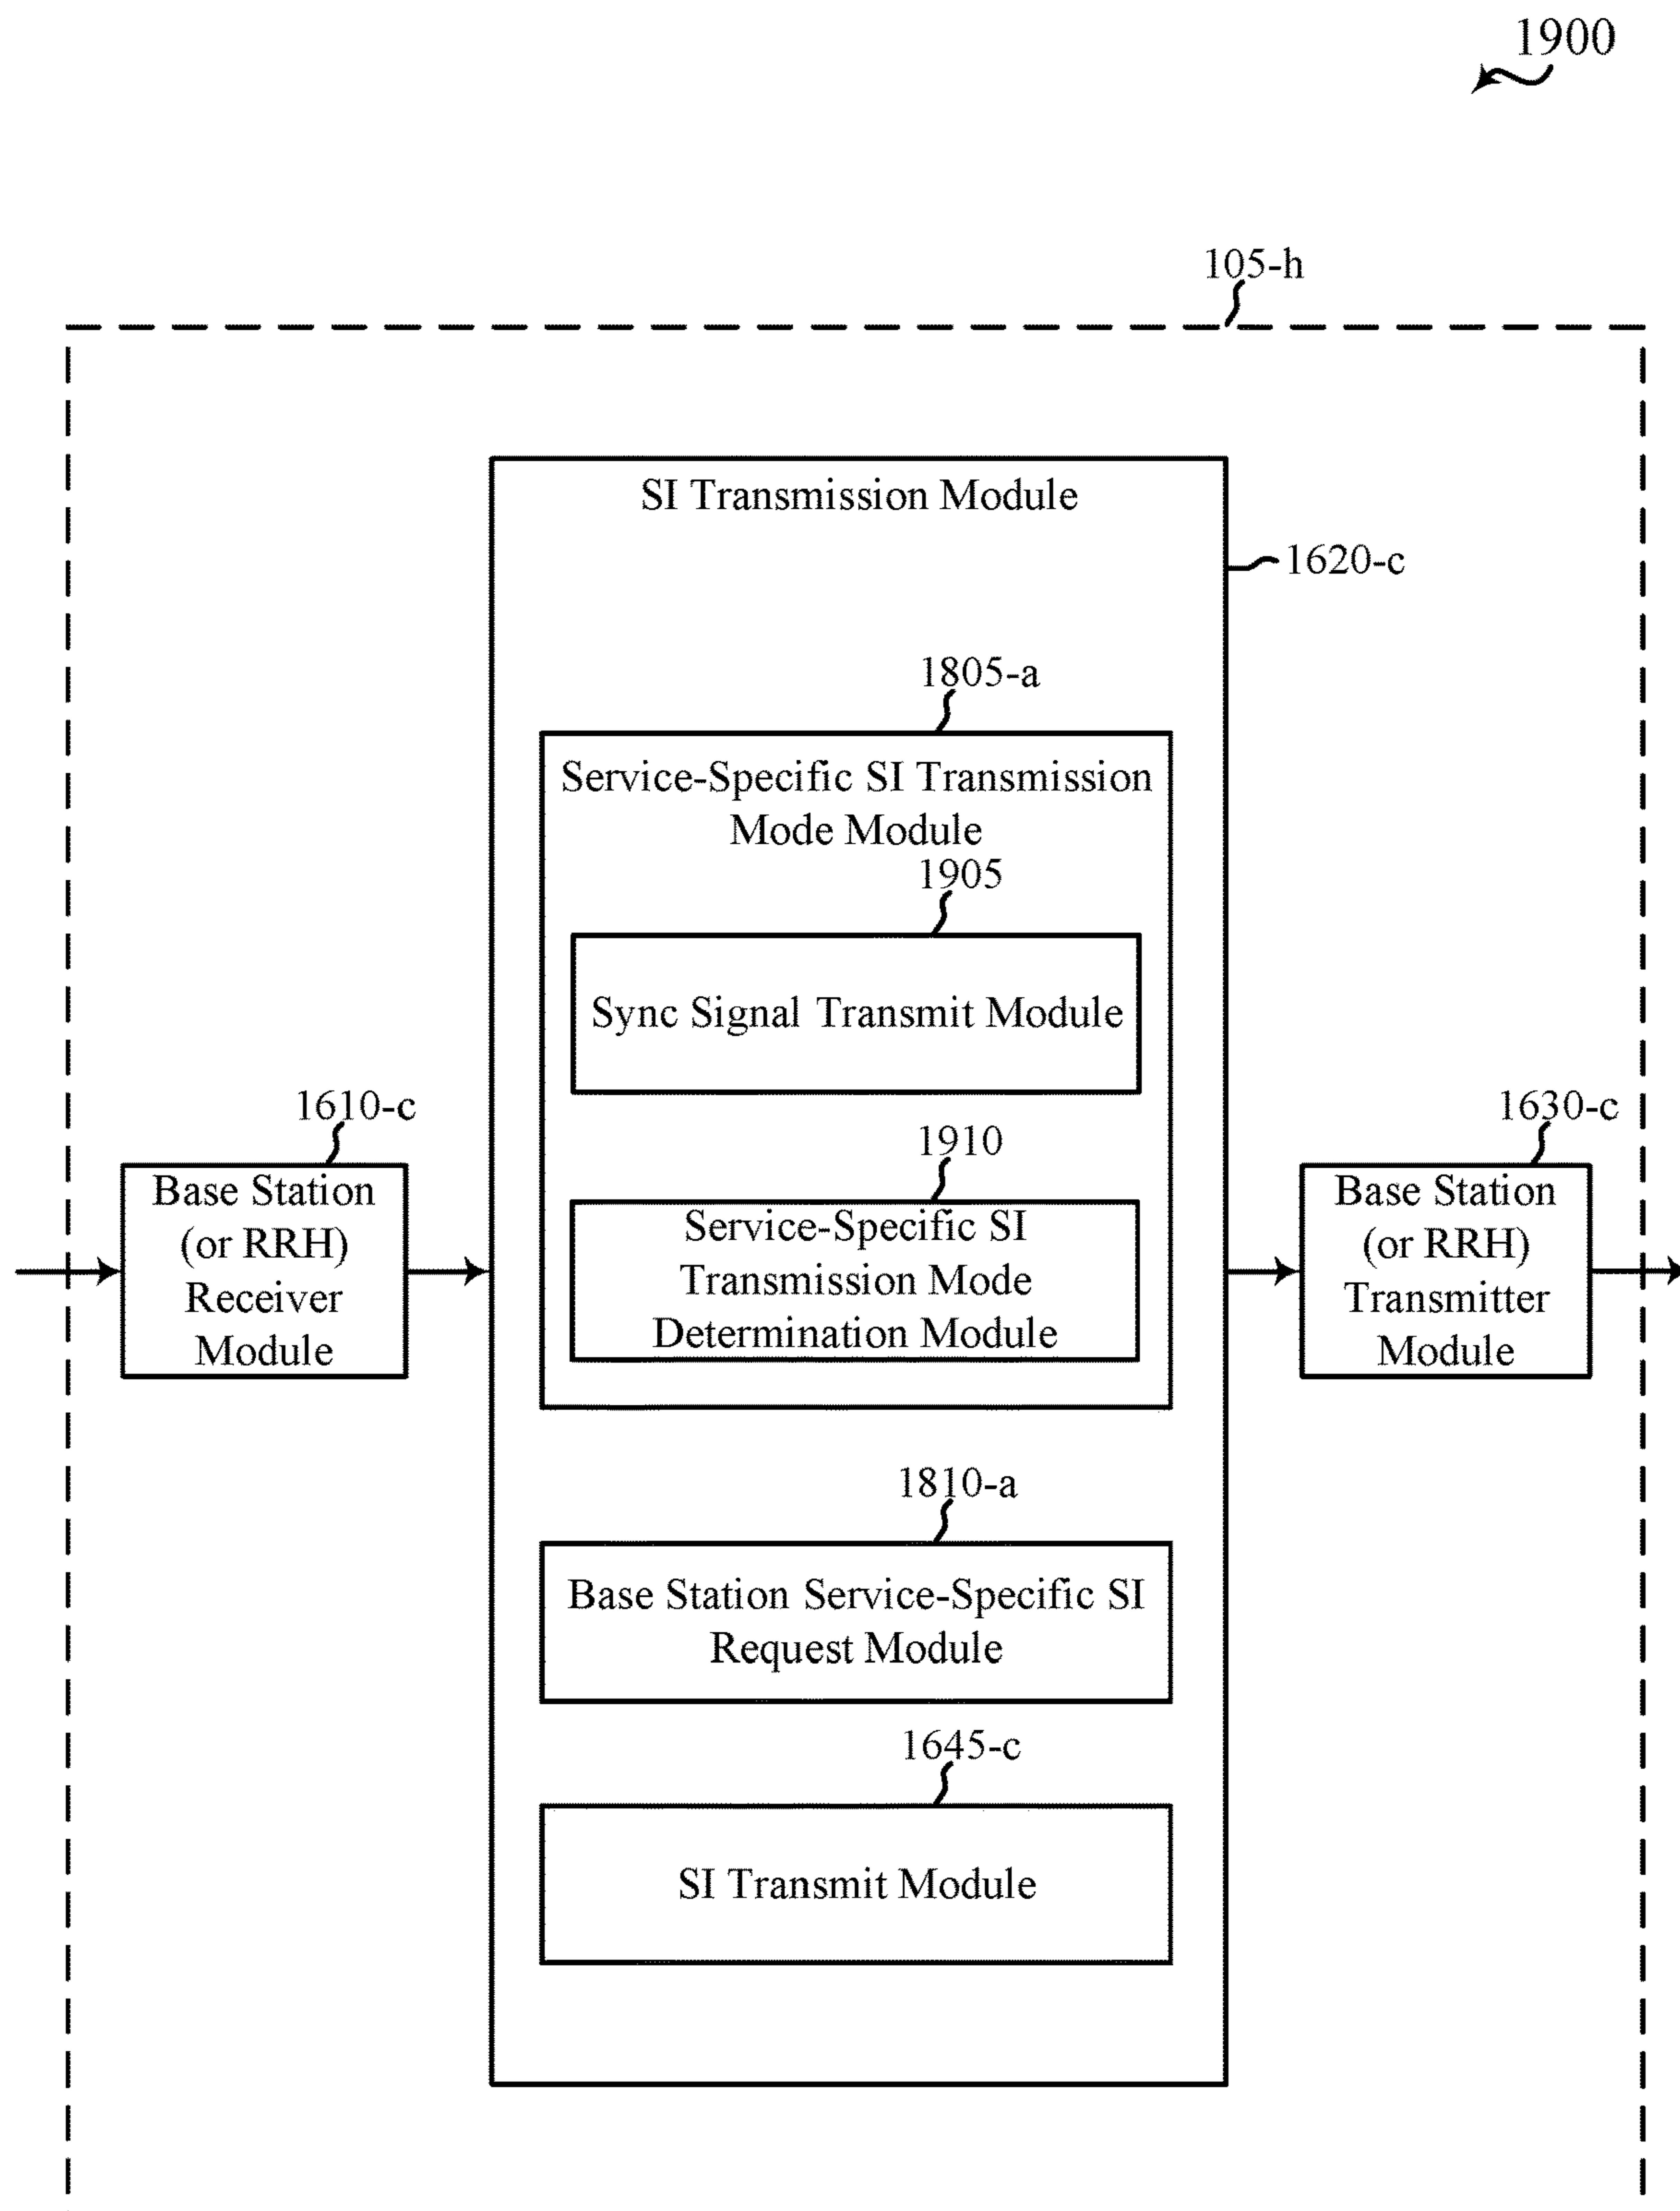 1900
105-h
SI Transmission Module
1620-c
1805-a
Service-Specific SI Transmission
Mode Module
1905
Sync Signal Transmit Module
1610-c
Base Station
(or RRH)
Receiver
Module
1910
Service-Specific SI
Transmission Mode
Determination Module
1630-c
Base Station
(or RRH)
Transmitter
Module
1810-a
Base Station Service-Specific SI
Request Module
1645-c
SI Transmit Module